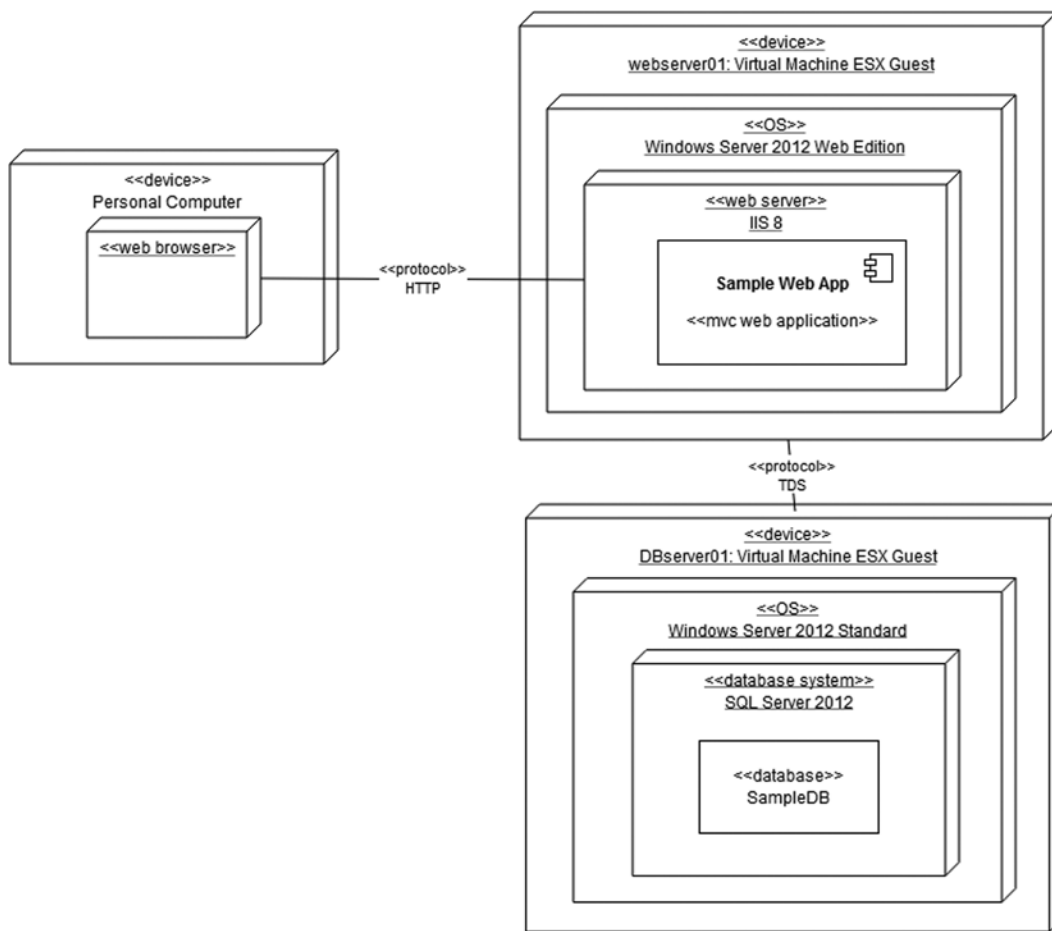 <<device>>
Personal Computer
<<web browser>>
<<protocol>>
HTTP
<<device>>
webserver01: Virtual Machine ESX Guest
<<OS>>
Windows Server 2012 Web Edition
<<web server>>
IIS 8
Sample Web App
<<mvc web application>>
<<protocol>>
TDS
<<device>>
DBserver01: Virtual Machine ESX Guest
<<OS>>
Windows Server 2012 Standard
<<database system>>
SQL Server 2012
<<database>>
SampleDB